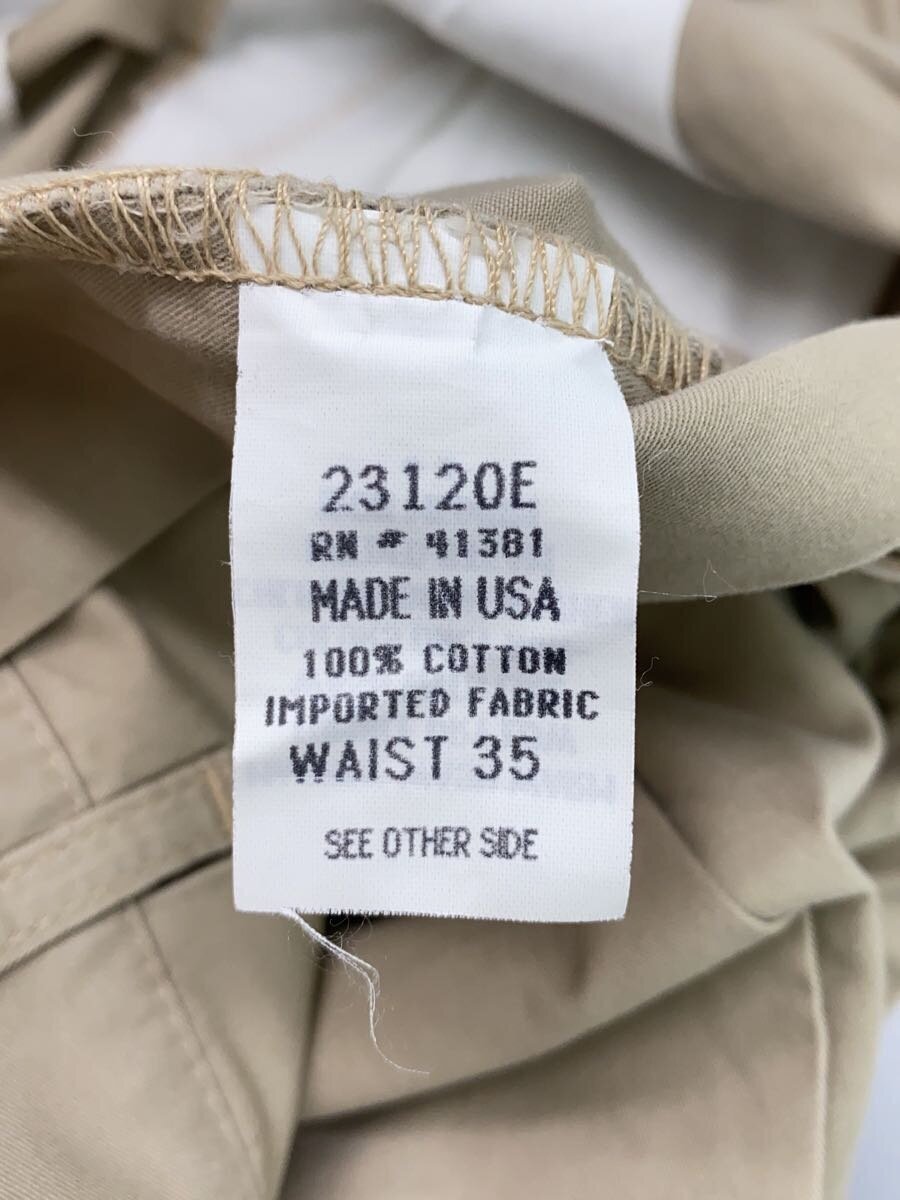 23120E
RN # 41381
MADE IN USA
100% COTTON
IMPORTED FABRIC
WAIST 35
SEE OTHER SIDE